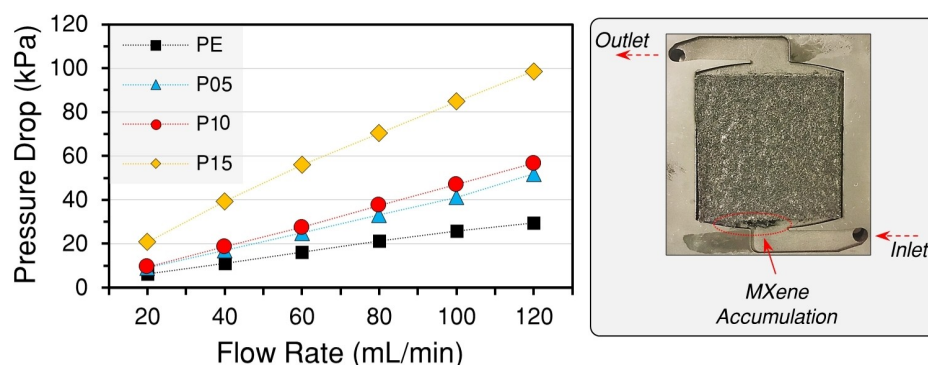 Pressure Drop (kPa)
120
100
80
60
40
20
0
PE
P05
P10
P15
20 40 60 80 100 120
Flow Rate (mL/min)
Outlet
Inlet
MXene
Accumulation